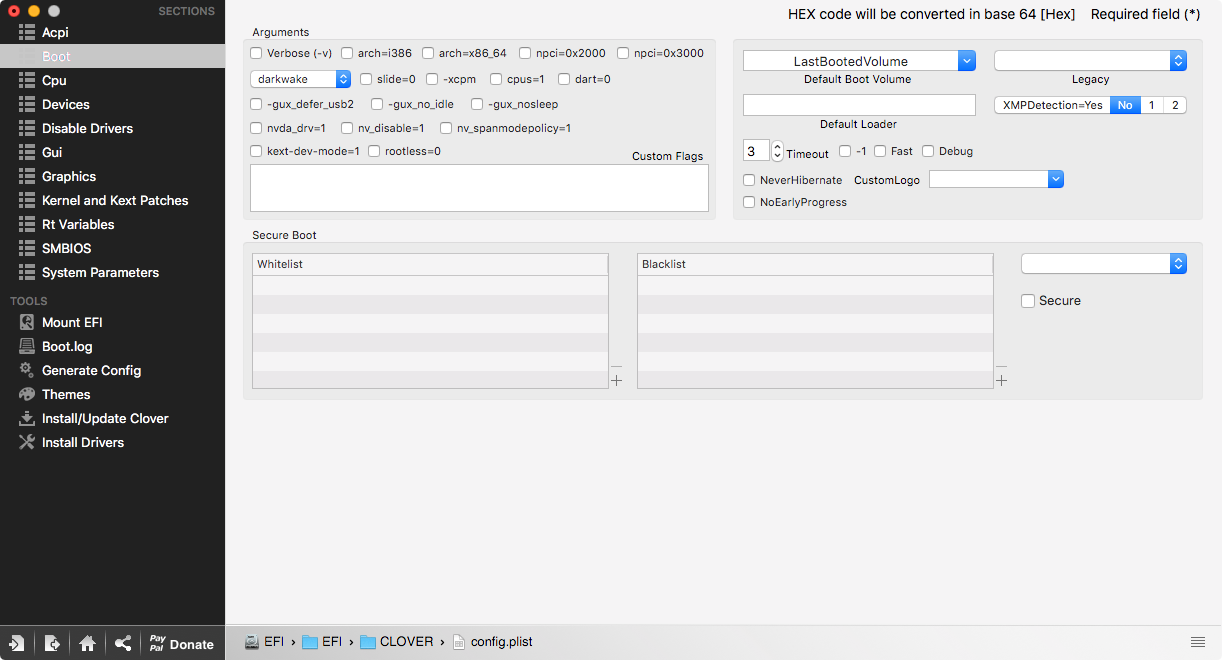 SECTIONS
Acpi
Boot
Cpu
Devices
Disable Drivers
Gui
Graphics
Kernel and Kext Patches
Rt Variables
SMBIOS
System Parameters
TOOLS
Mount EFI
Boot.log
Generate Config
Themes
Install/Update Clover
Install Drivers
Pay Pal Donate
HEX code will be converted in base 64 [Hex] Required field (*)
Arguments
Verbose (-v) arch=i386 arch=x86_64 npci=0x2000 npci=0x3000
darkwake slide=0 -xcpm cpus=1 dart=0
-gux_defer_usb2 -gux_no_idle -gux_nosleep
nvda_drv=1 nv_disable=1 nv_spanmodepolicy=1
kext-dev-mode=1 rootless=0 Custom Flags
LastBootedVolume
Default Boot Volume Legacy
XMPDetection=Yes No 1 2
Default Loader
3 Timeout -1 Fast Debug
NeverHibernate CustomLogo
NoEarlyProgress
Secure Boot
Whitelist Blacklist
Secure
EFI › EFI › CLOVER › config.plist